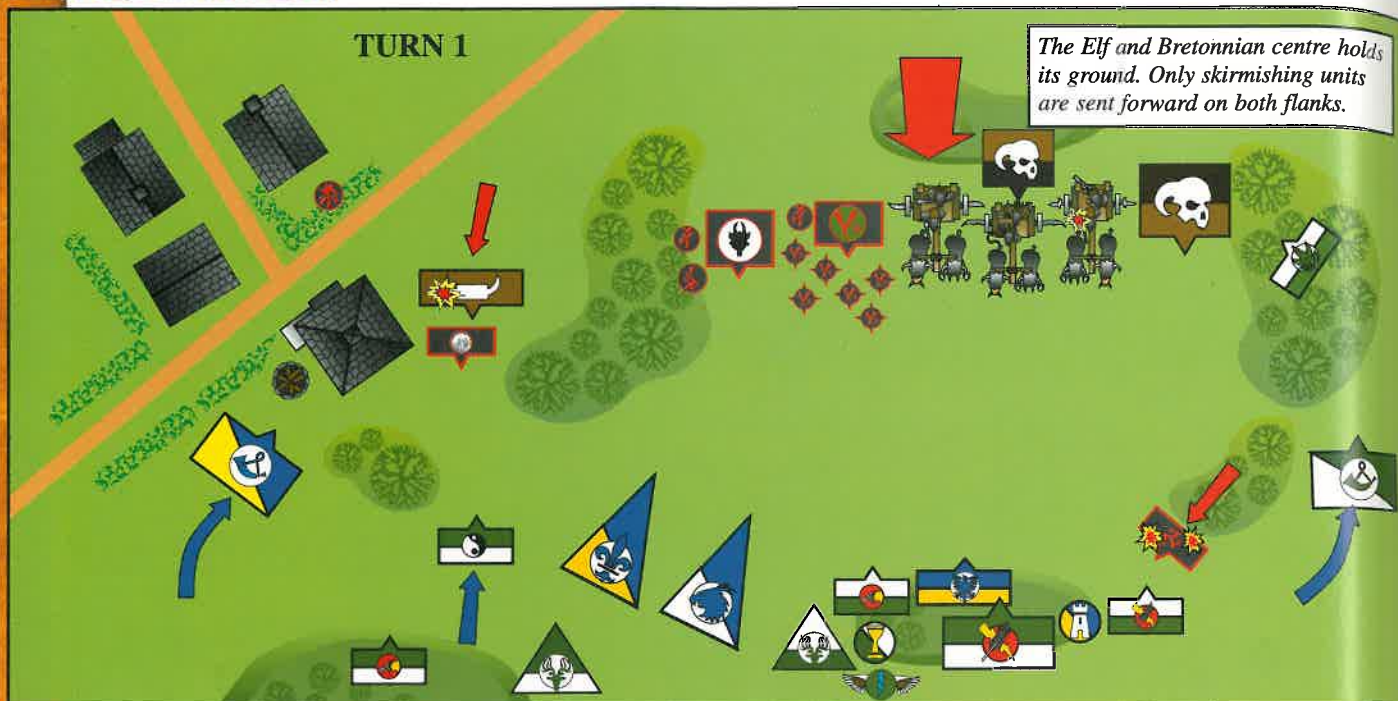 TURN 1
The Elf and Bretonnian centre holds
its ground. Only skirmishing units
are sent forward on both flanks.